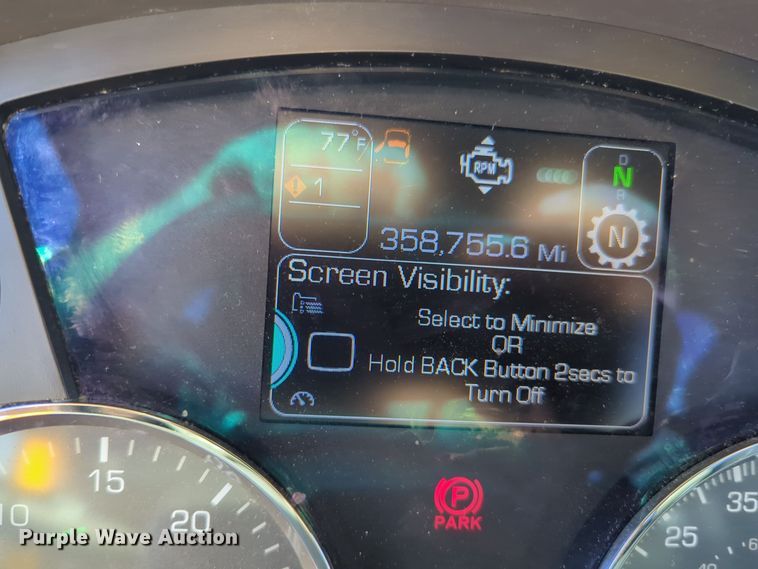 77°F
RPM
D
N
R
1
N
358,755.6 Mi
Screen Visibility:
Select to Minimize
OR
Hold BACK Button 2secs to
Turn Off
P
PARK
15
10
20
35
25
Purple Wave Auction